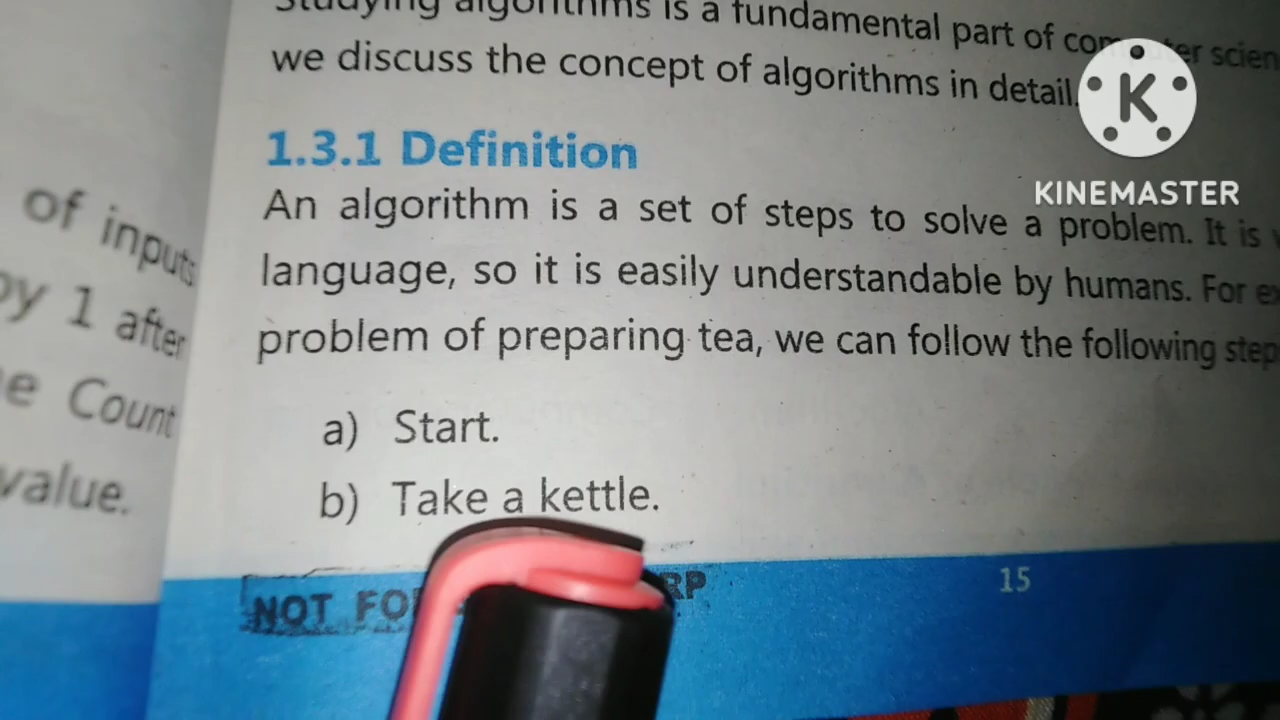 Studying algorithms is a fundamental part of computer scien
we discuss the concept of algorithms in detail.
K
KINEMASTER
1.3.1 Definition
An algorithm is a set of steps to solve a problem. It is
language, so it is easily understandable by humans. For ex
problem of preparing tea, we can follow the following step
a) Start.
b) Take a kettle.
of inputs
by 1 after
Count
value.
NOT FO
RP
15